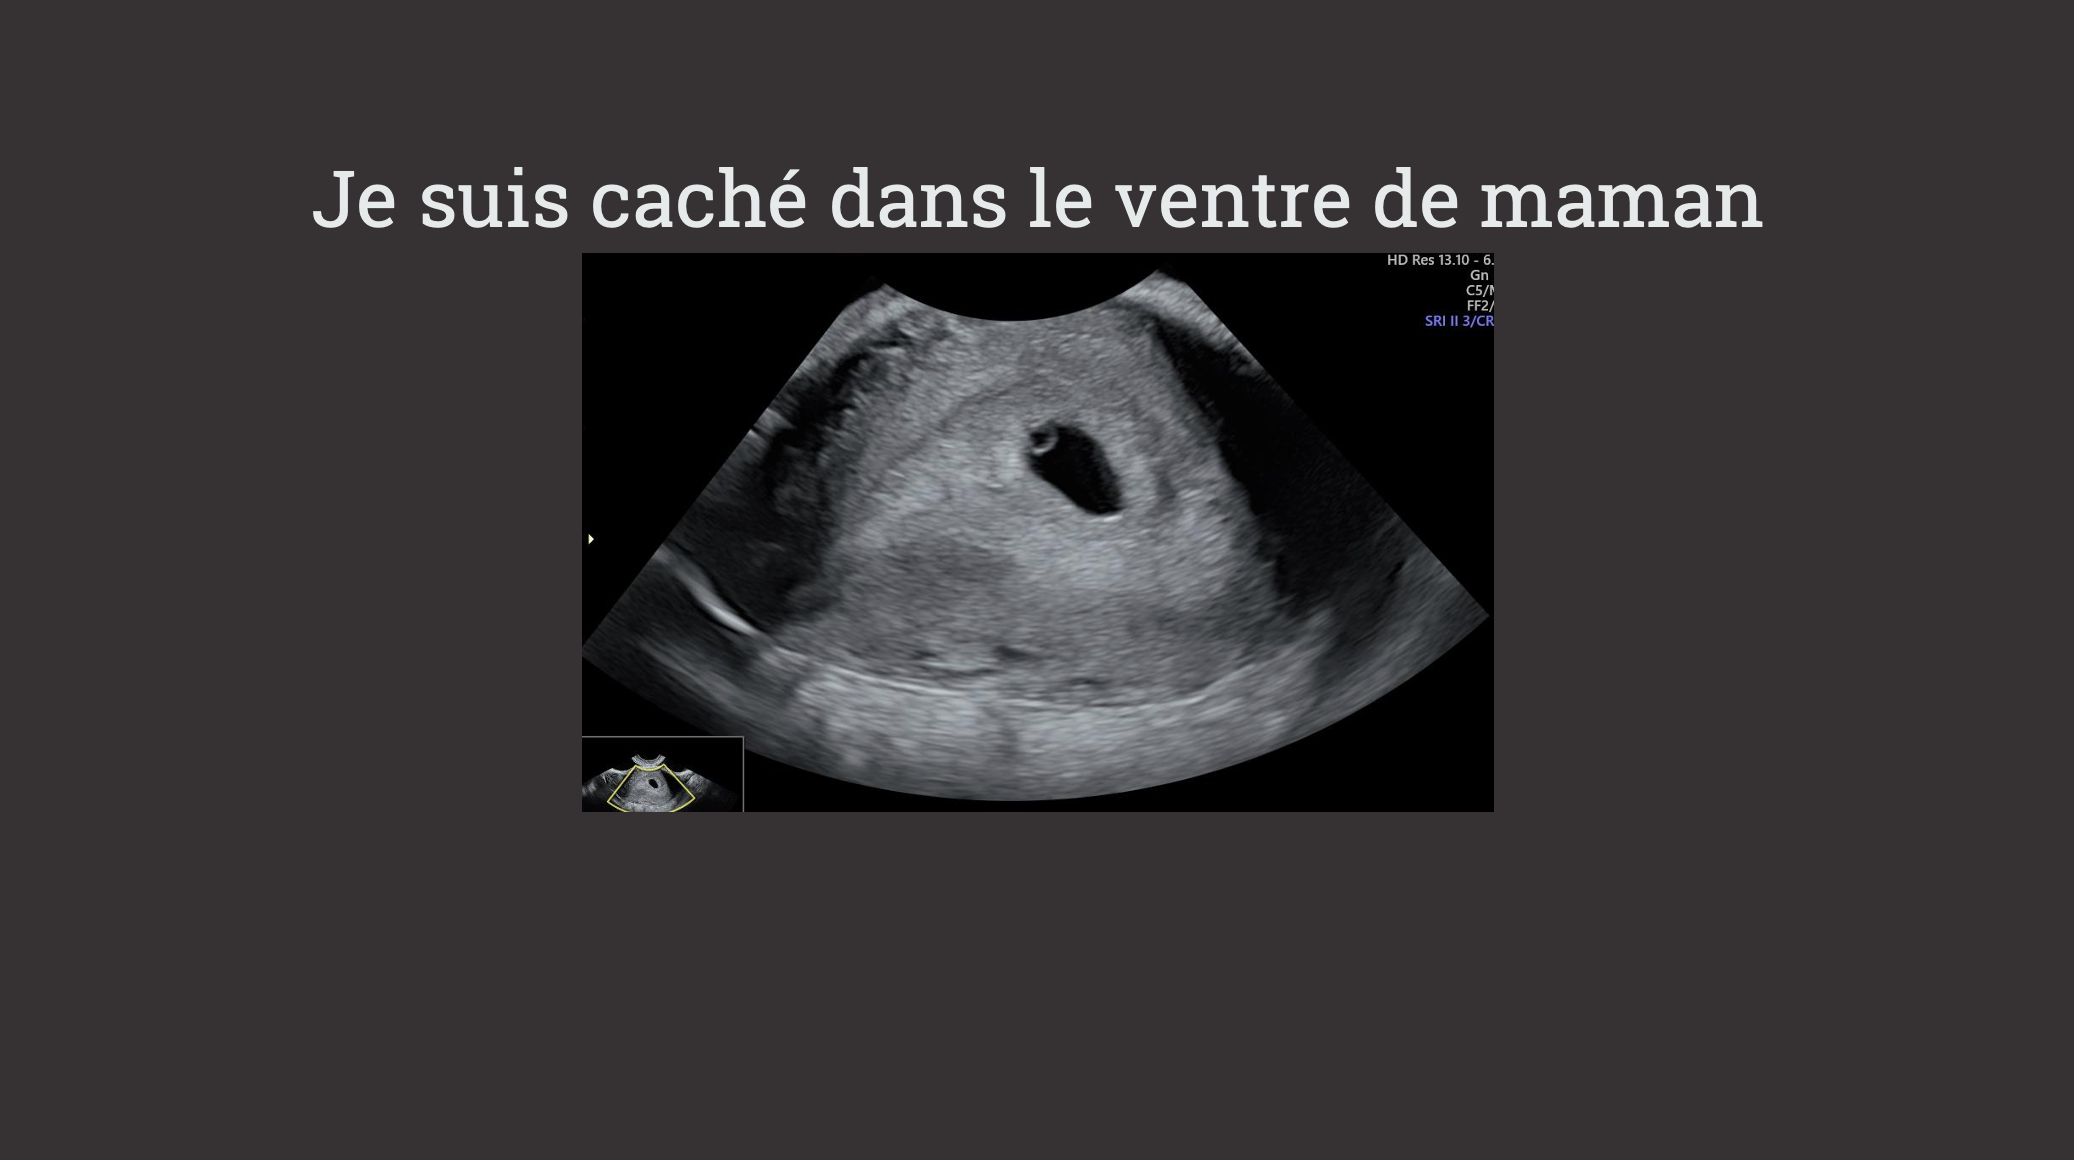 Je suis caché dans le ventre de maman
HD Res 13.10 - 6.
Gn
C5/
FF2/
SRI II 3/CR